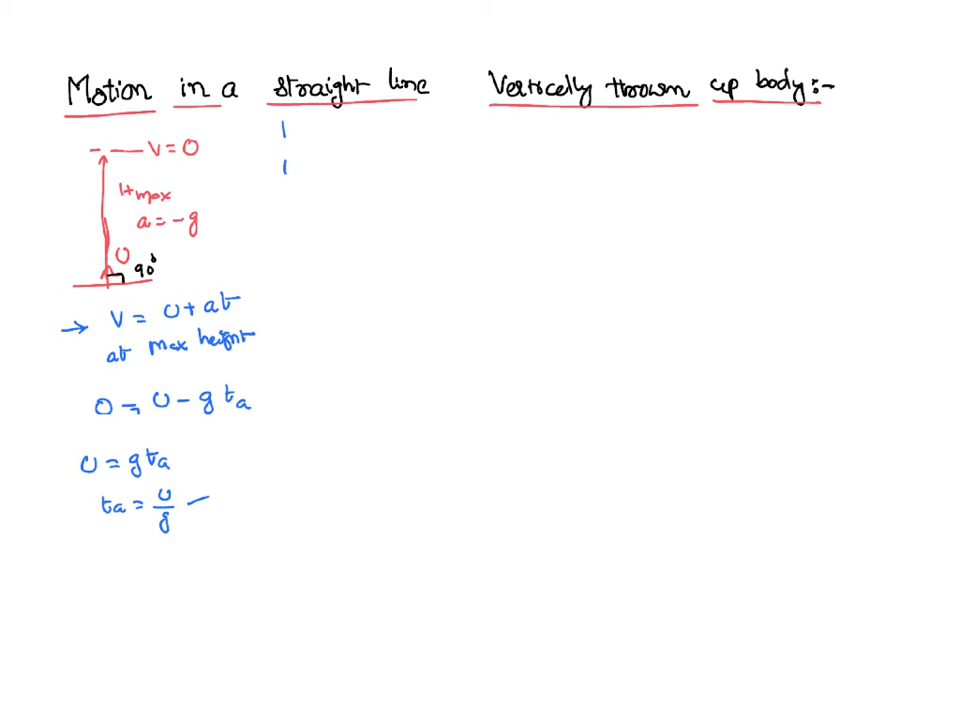 Motion in a straight line Vertically thrown up body:-
V = 0
Hmax
a = -g
U
90°
→ V = U + at
at max height
0 = U - g ta
U = g ta
ta = U/g